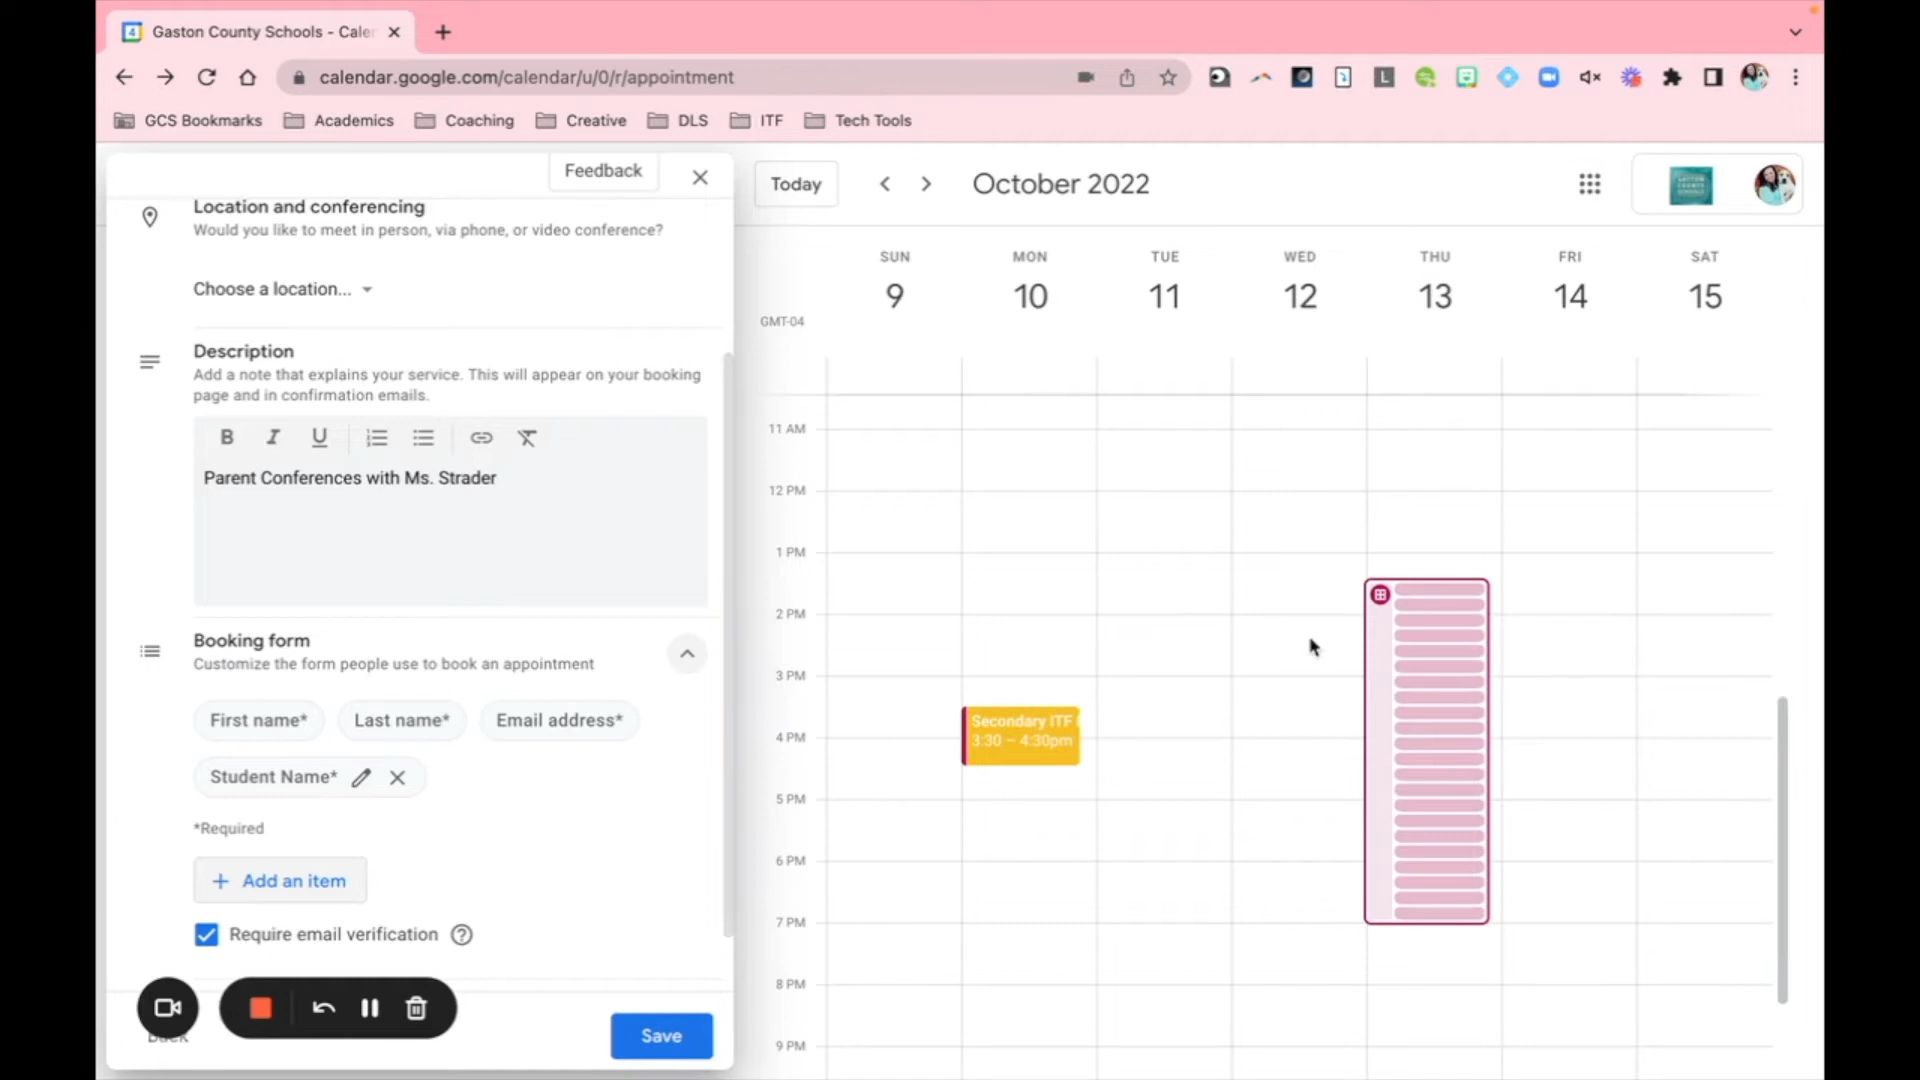 Gaston County Schools - Cale
calendar.google.com/calendar/u/0/r/appointment
GCS Bookmarks
Academics
Coaching
Creative
DLS
ITF
Tech Tools
Feedback
Location and conferencing
Would you like to meet in person, via phone, or video conference?
Choose a location...
Description
Add a note that explains your service. This will appear on your booking
page and in confirmation emails.
B I U
Parent Conferences with Ms. Strader
Booking form
Customize the form people use to book an appointment
First name*
Last name*
Email address*
Student Name*
*Required
+ Add an item
Require email verification
Back
Save
Today
October 2022
GMT-04
SUN
9
MON
10
TUE
11
WED
12
THU
13
FRI
14
SAT
15
11 AM
12 PM
1 PM
2 PM
3 PM
4 PM
5 PM
6 PM
7 PM
8 PM
9 PM
Secondary ITF
3:30 – 4:30pm
GASTON
COUNTY
SCHOOLS